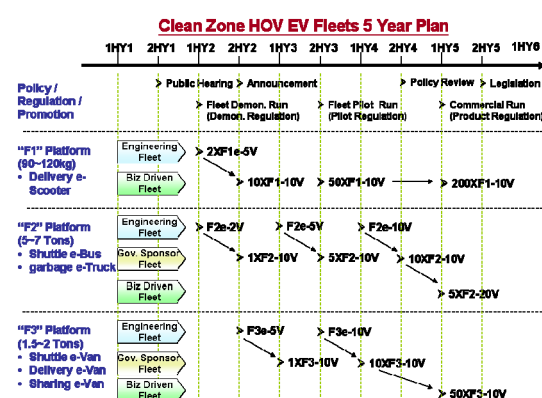 Clean Zone HOV EV Fleets 5 Year Plan
1HY1 2HY1 1HY2 2HY2 1HY3 2HY3 1HY4 2HY4 1HY5 2HY5 1HY6
Policy /
Regulation /
Promotion
Public Hearing
Announcement
Policy Review
Legislation
Fleet Demon. Run
(Demon. Regulation)
Fleet Pilot Run
(Pilot Regulation)
Commercial Run
(Product Regulation)
"F1" Platform
(90~120kg)
• Delivery e-
Scooter
Engineering
Fleet
2XF1e-5V
Biz Driven
Fleet
10XF1-10V
50XF1-10V
200XF1-10V
"F2" Platform
(5~7 Tons)
• Shuttle e-Bus
• garbage e-Truck
Engineering
Fleet
F2e-2V
F2e-5V
F2e-10V
Gov. Sponsor
Fleet
1XF2-10V
5XF2-10V
10XF2-10V
Biz Driven
Fleet
5XF2-20V
"F3" Platform
(1.5~2 Tons)
• Shuttle e-Van
• Delivery e-Van
• Sharing e-Van
Engineering
Fleet
F3e-5V
F3e-10V
Gov. Sponsor
Fleet
1XF3-10V
10XF3-10V
Biz Driven
Fleet
50XF3-10V